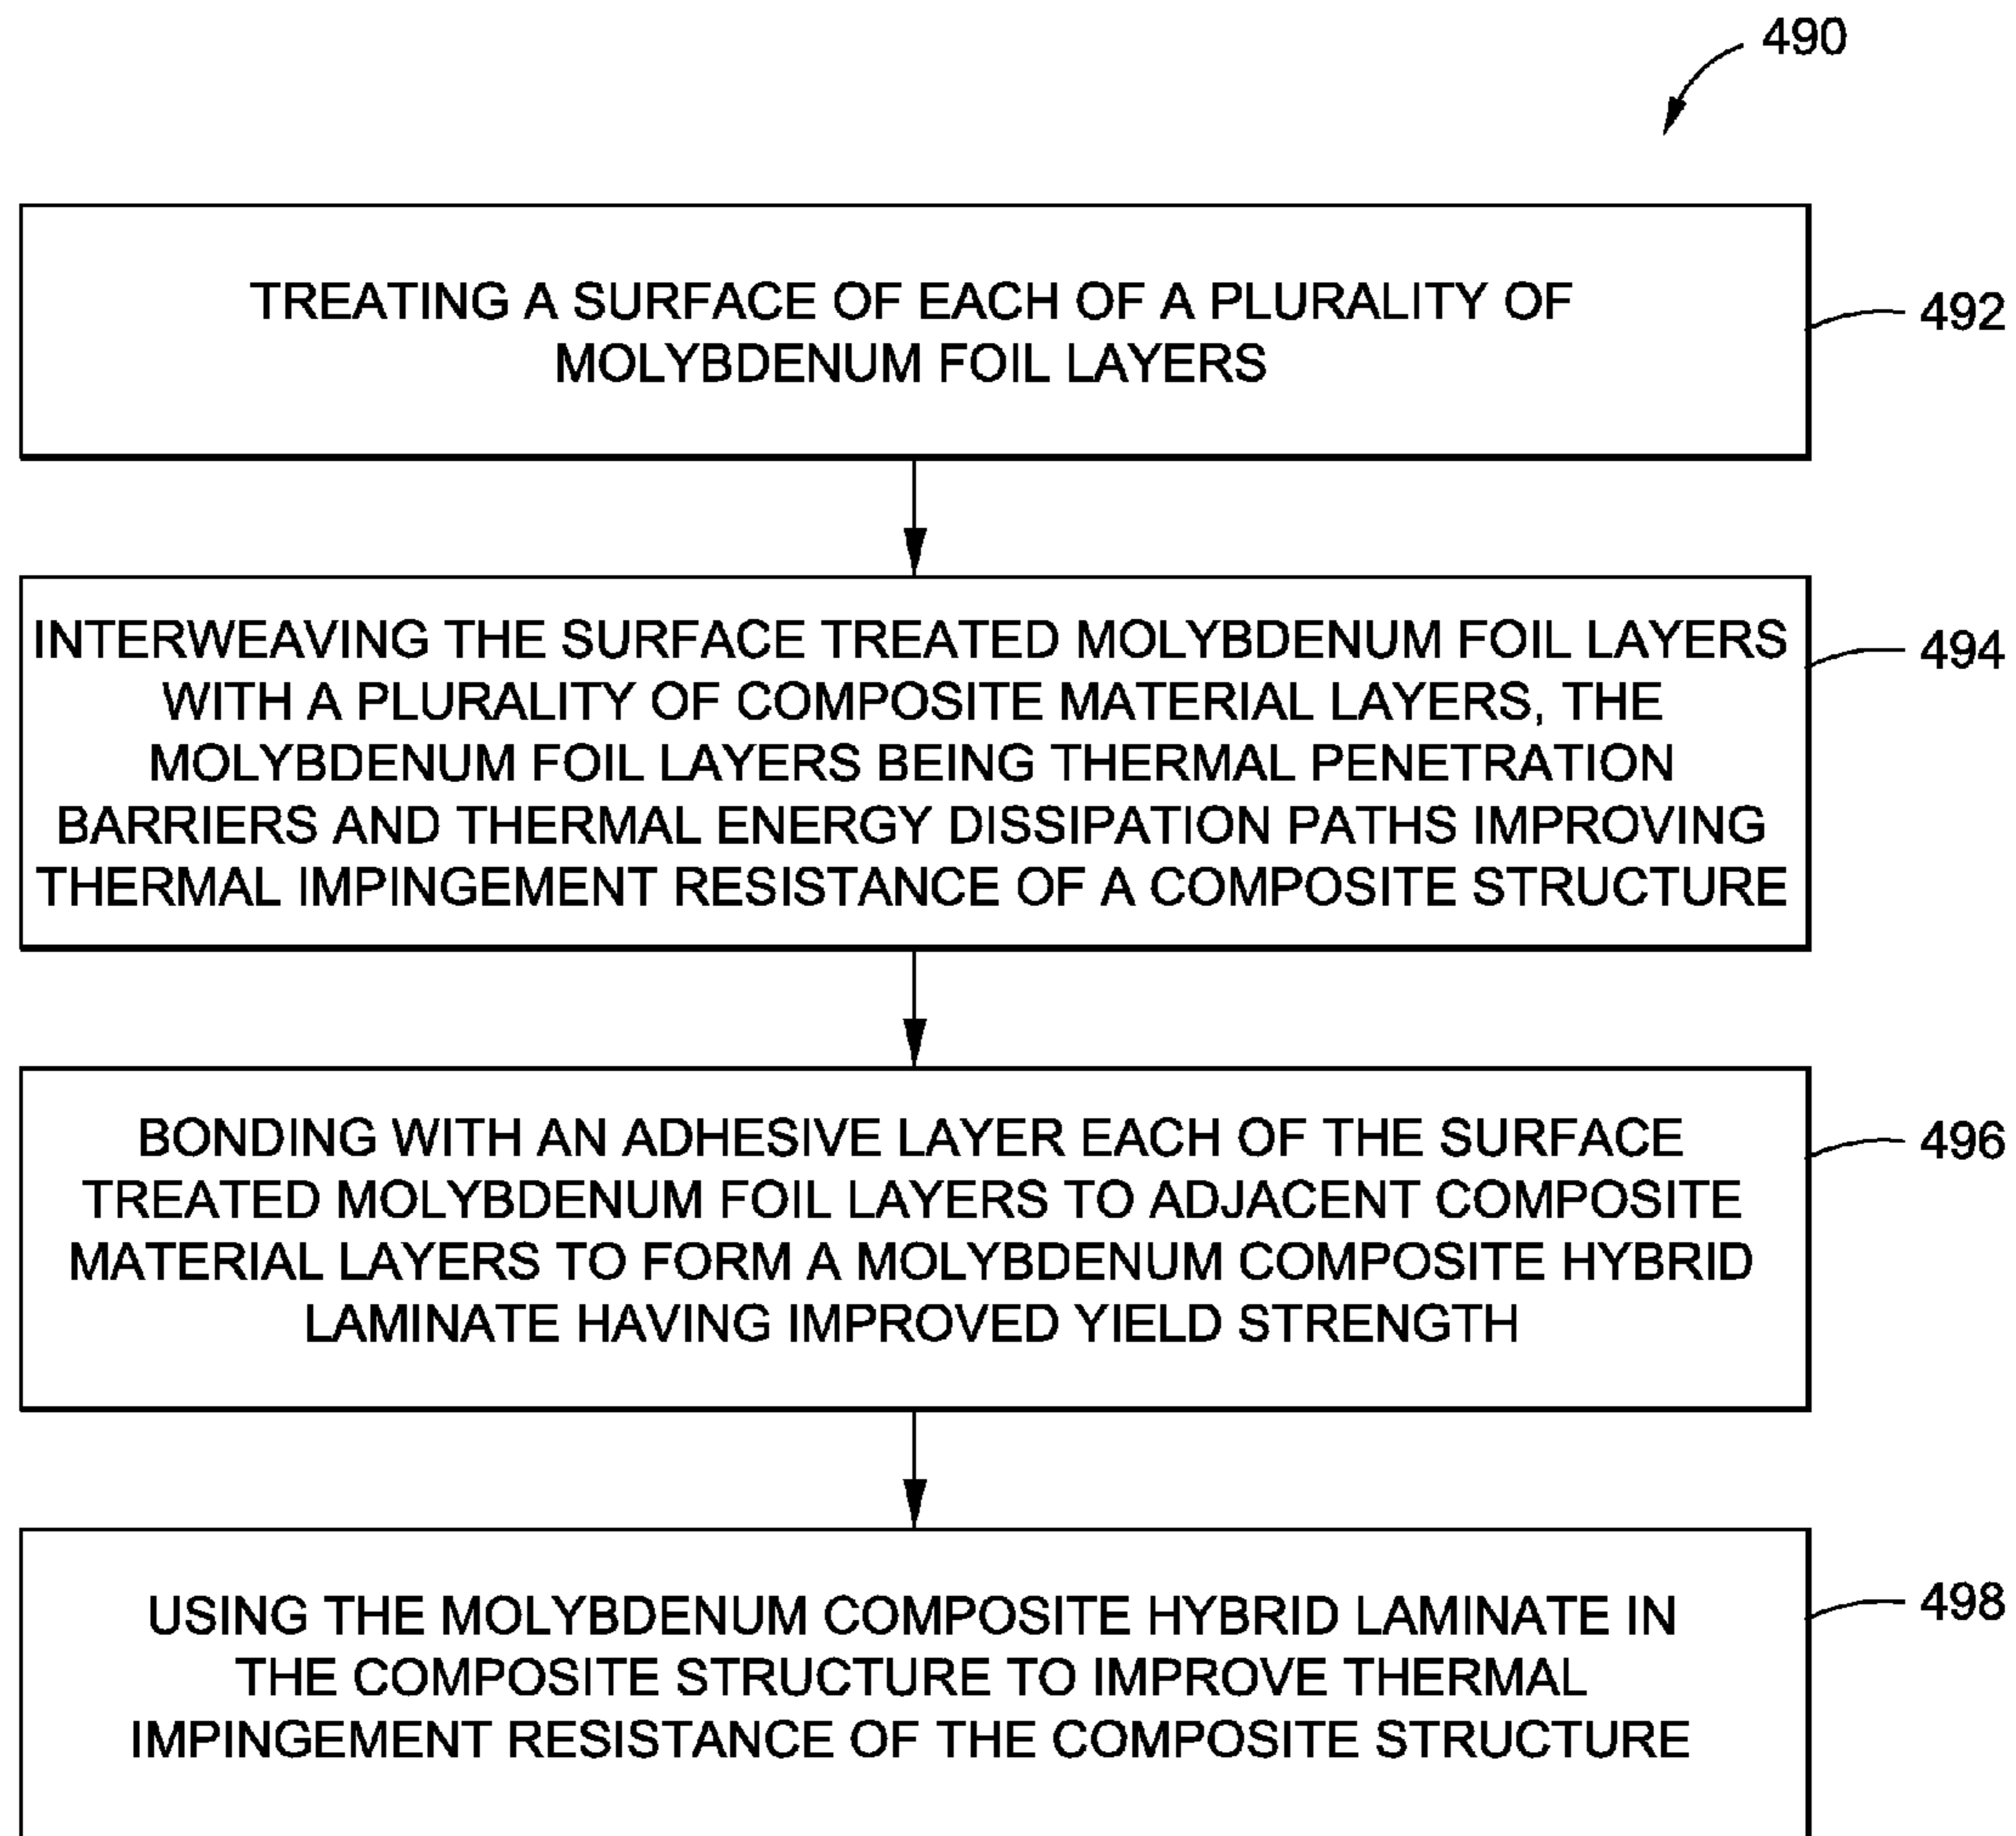 490
TREATING A SURFACE OF EACH OF A PLURALITY OF
MOLYBDENUM FOIL LAYERS
492
INTERWEAVING THE SURFACE TREATED MOLYBDENUM FOIL LAYERS
WITH A PLURALITY OF COMPOSITE MATERIAL LAYERS, THE
MOLYBDENUM FOIL LAYERS BEING THERMAL PENETRATION
BARRIERS AND THERMAL ENERGY DISSIPATION PATHS IMPROVING
THERMAL IMPINGEMENT RESISTANCE OF A COMPOSITE STRUCTURE
494
BONDING WITH AN ADHESIVE LAYER EACH OF THE SURFACE
TREATED MOLYBDENUM FOIL LAYERS TO ADJACENT COMPOSITE
MATERIAL LAYERS TO FORM A MOLYBDENUM COMPOSITE HYBRID
LAMINATE HAVING IMPROVED YIELD STRENGTH
496
USING THE MOLYBDENUM COMPOSITE HYBRID LAMINATE IN
THE COMPOSITE STRUCTURE TO IMPROVE THERMAL
IMPINGEMENT RESISTANCE OF THE COMPOSITE STRUCTURE
498